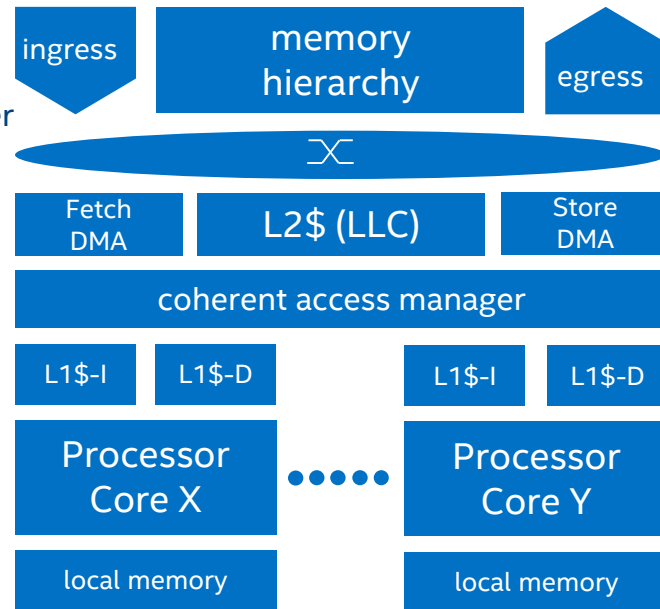 ingress
memory
hierarchy
egress
er
Fetch
DMA
L2$ (LLC)
Store
DMA
coherent access manager
L1$-I
L1$-D
L1$-I
L1$-D
Processor
Core X
Processor
Core Y
local memory
local memory